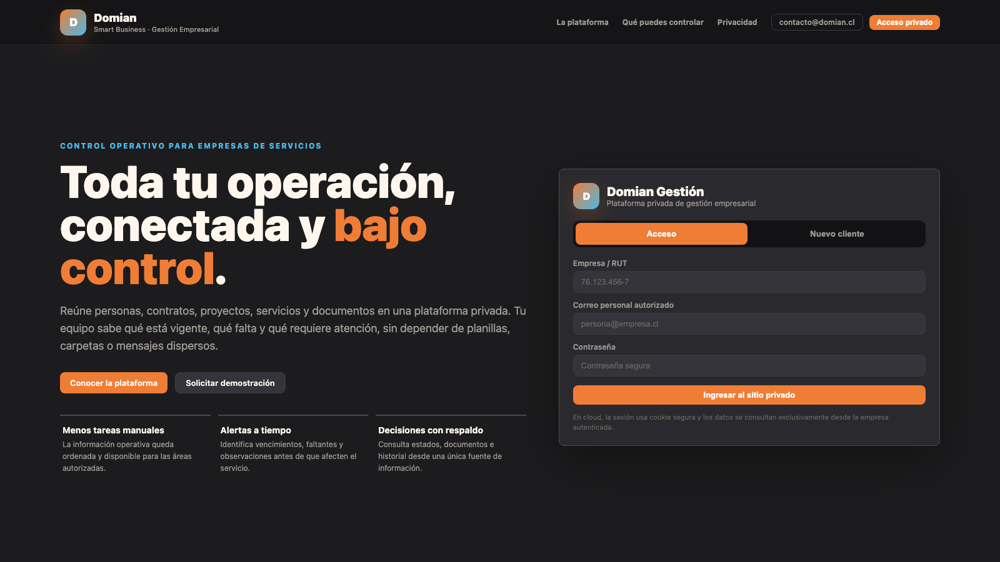 D
Domian
Smart Business · Gestión Empresarial
La plataforma
Qué puedes controlar
Privacidad
contacto@domian.cl
Acceso privado
CONTROL OPERATIVO PARA EMPRESAS DE SERVICIOS
Toda tu operación,
conectada y bajo
control.
Reúne personas, contratos, proyectos, servicios y documentos en una plataforma privada. Tu
equipo sabe qué está vigente, qué falta y qué requiere atención, sin depender de planillas,
carpetas o mensajes dispersos.
Conocer la plataforma
Solicitar demostración
Menos tareas manuales
La información operativa queda
ordenada y disponible para las áreas
autorizadas.
Alertas a tiempo
Identifica vencimientos, faltantes y
observaciones antes de que afecten el
servicio.
Decisiones con respaldo
Consulta estados, documentos e
historial desde una única fuente de
información.
D
Domian Gestión
Plataforma privada de gestión empresarial
Acceso
Nuevo cliente
Empresa / RUT
76.123.456-7
Correo personal autorizado
persona@empresa.cl
Contraseña
Contraseña segura
Ingresar al sitio privado
En cloud, la sesión usa cookie segura y los datos se consultan exclusivamente desde la empresa
autenticada.